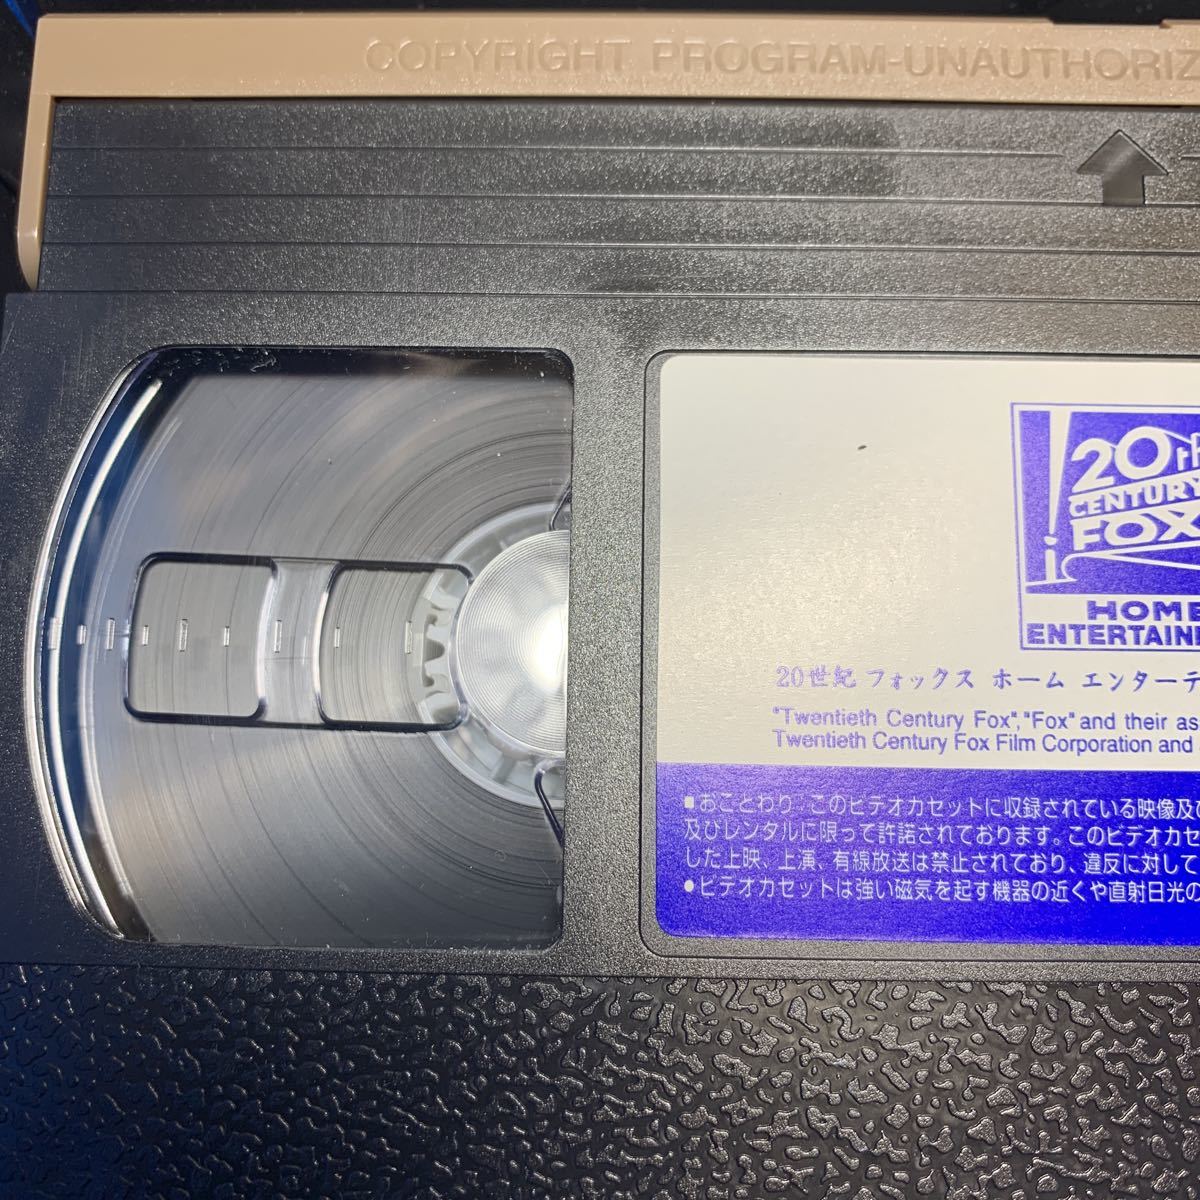 COPYRIGHT PROGRAM-UNAUTHORIZ
20th
CENTURY
FOX
HOME
ENTERTAIN
20世紀 フォックス ホーム エンターテ
"Twentieth Century Fox", "Fox" and their as
Twentieth Century Fox Film Corporation and
■おことわり:このビデオカセットに収録されている映像及び
及びレンタルに限って許諾されております。このビデオカセ
した上映、上演、有線放送は禁止されており、違反に対して
●ビデオカセットは強い磁気を起す機器の近くや直射日光の